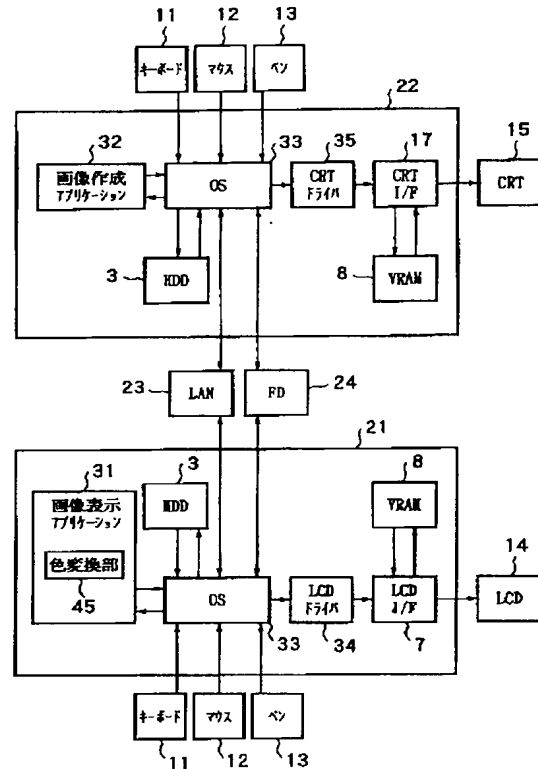 11
12
13
キーボード
マウス
ペン
22
32
33
35
17
15
画像作成
アプリケーション
OS
CRT
ドライバ
CRT
I/F
CRT
3
HDD
8
VRAM
23
LAN
FD
24
21
31
3
8
画像表示
アプリケーション
HDD
VRAM
色変換部
45
14
OS
LCD
ドライバ
LCD
I/F
LCD
33
34
7
キーボード
マウス
ペン
11
12
13